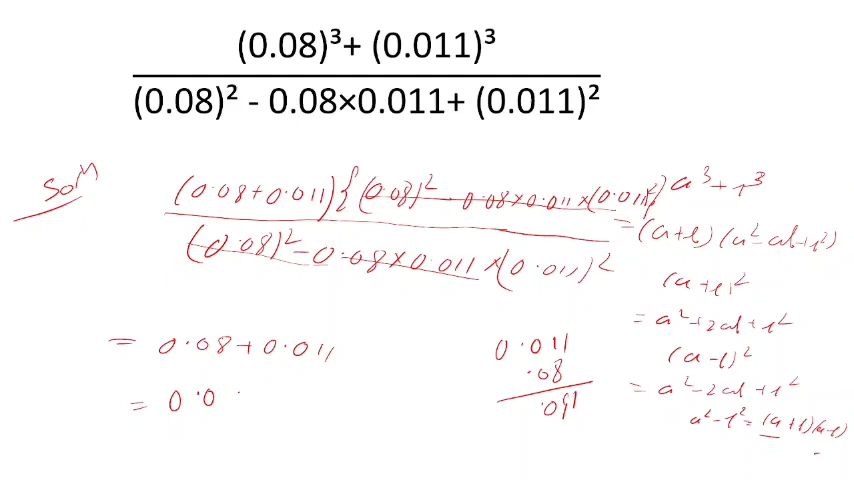 (0.08)³+ (0.011)³
(0.08)² - 0.08×0.011+ (0.011)²
Solⁿ
(0.08+0.011){(0.08)² - 0.08×0.011×(0.011)²}
(0.08)² - 0.08×0.011×(0.011)²
= 0.08+0.011
= 0.0
0.011
.08
.091
a³+b³
= (a+b)(a²-ab+b²)
(a+b)²
= a²+2ab+b²
(a-b)²
= a²-2ab+b²
a²-b²=(a+b)(a-b)